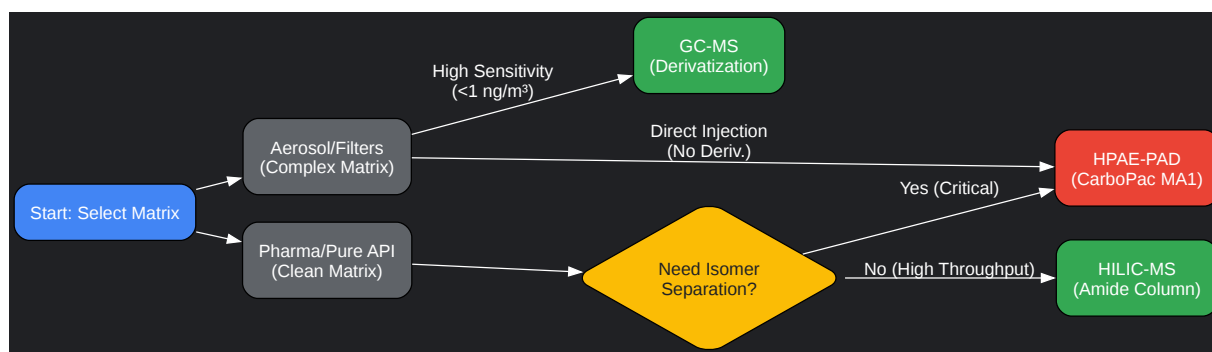 Start: Select Matrix
Aerosol/Filters
(Complex Matrix)
Pharma/Pure API
(Clean Matrix)
High Sensitivity
(<1 ng/m³)
GC-MS
(Derivatization)
Direct Injection
(No Deriv.)
HPAE-PAD
(CarboPac MA1)
Need Isomer
Separation?
Yes (Critical)
No (High Throughput)
HILIC-MS
(Amide Column)